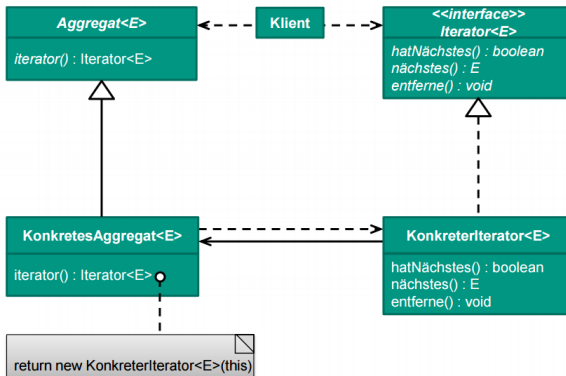 Aggregat<E>
iterator() : Iterator<E>
Klient
<<interface>>
Iterator<E>
hatNächstes() : boolean
nächstes() : E
entferne() : void
KonkretesAggregat<E>
iterator() : Iterator<E>
KonkreterIterator<E>
hatNächstes() : boolean
nächstes() : E
entferne() : void
return new KonkreterIterator<E>(this)